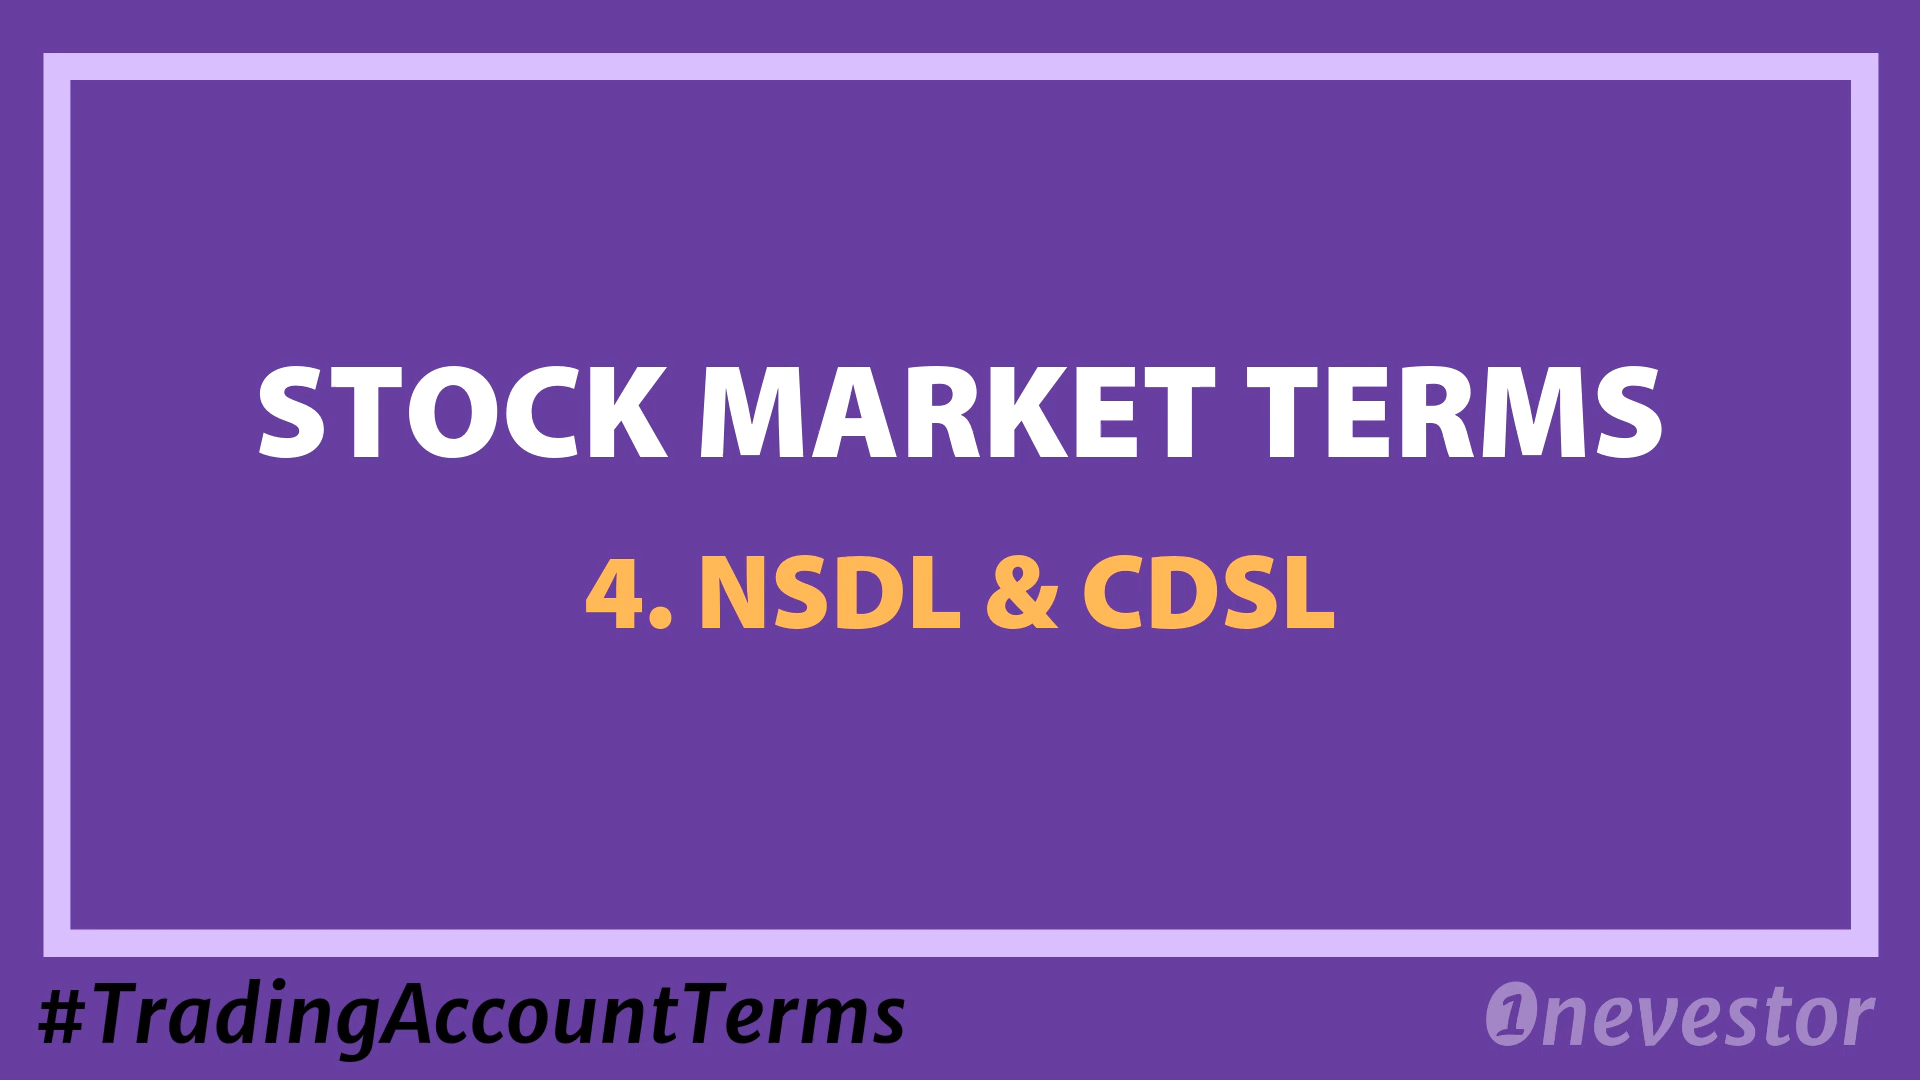 STOCK MARKET TERMS
4. NSDL & CDSL
#TradingAccountTerms
1nevestor